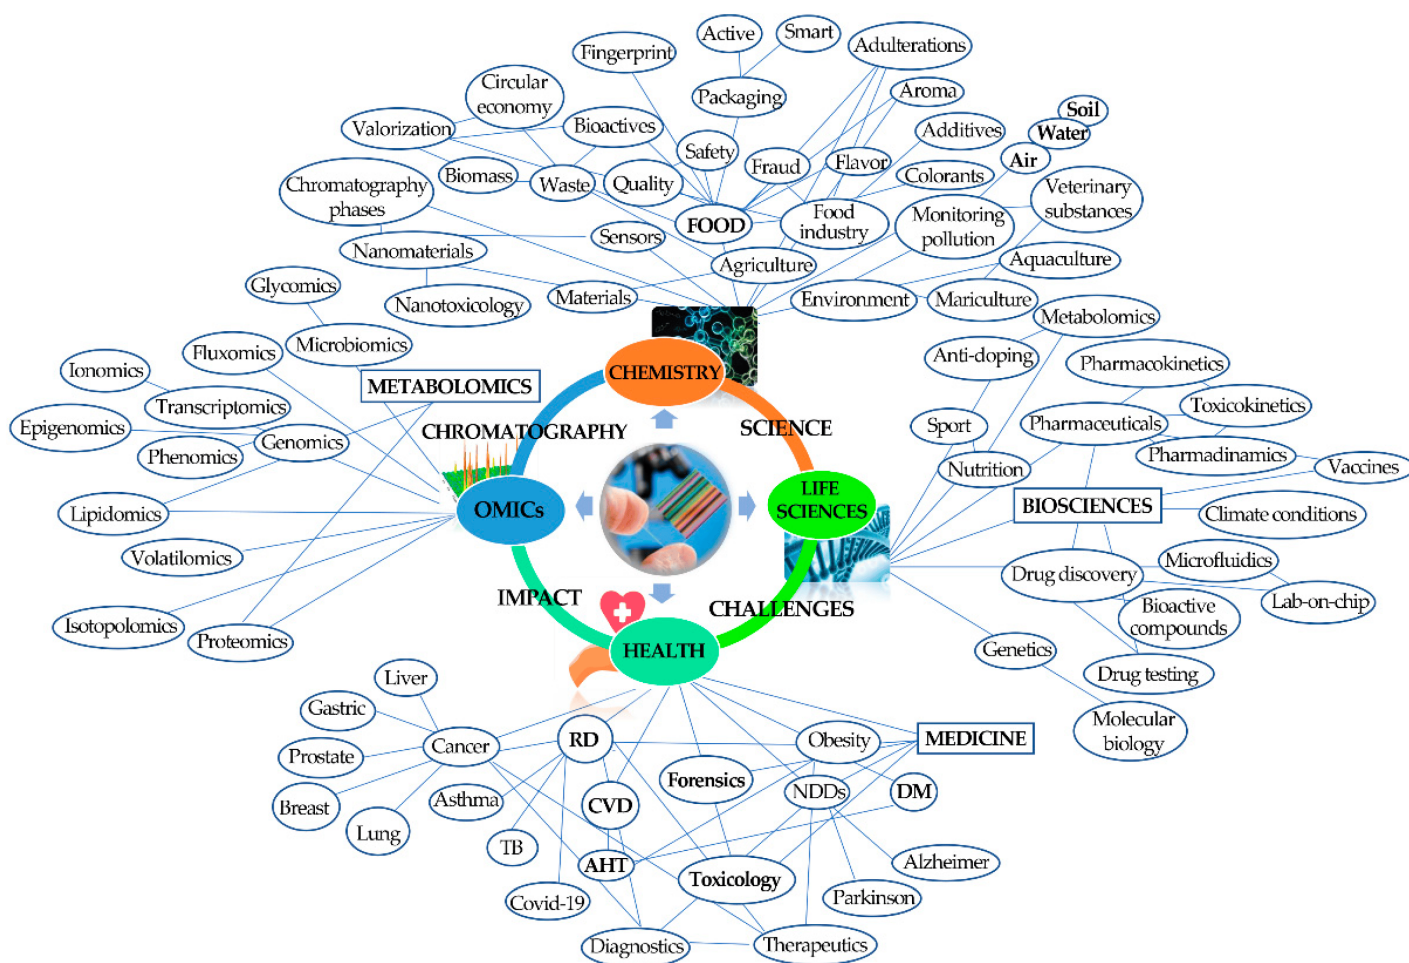 Active
Smart
Fingerprint
Adulterations
Circular
economy
Packaging
Aroma
Soil
Valorization
Bioactives
Additives
Water
Safety
Fraud
Flavor
Air
Chromatography
phases
Biomass
Waste
Quality
Colorants
Veterinary
substances
FOOD
Food
industry
Monitoring
pollution
Nanomaterials
Sensors
Agriculture
Aquaculture
Glycomics
Nanotoxicology
Materials
Environment
Mariculture
Metabolomics
Fluxomics
Microbiomics
Anti-doping
Pharmacokinetics
Ionomics
METABOLOMICS
CHEMISTRY
Transcriptomics
Toxicokinetics
Epigenomics
Genomics
CHROMATOGRAPHY
SCIENCE
Sport
Pharmaceuticals
Phenomics
Nutrition
Pharmadinamics
Vaccines
Lipidomics
OMICs
LIFE
SCIENCES
BIOSCIENCES
Climate conditions
Volatilomics
Drug discovery
Microfluidics
IMPACT
CHALLENGES
Bioactive
compounds
Lab-on-chip
Isotopolomics
Proteomics
HEALTH
Genetics
Drug testing
Liver
Gastric
Molecular
biology
Prostate
Cancer
RD
Obesity
MEDICINE
Breast
Asthma
CVD
Forensics
NDDs
DM
Lung
TB
AHT
Toxicology
Alzheimer
Covid-19
Parkinson
Diagnostics
Therapeutics